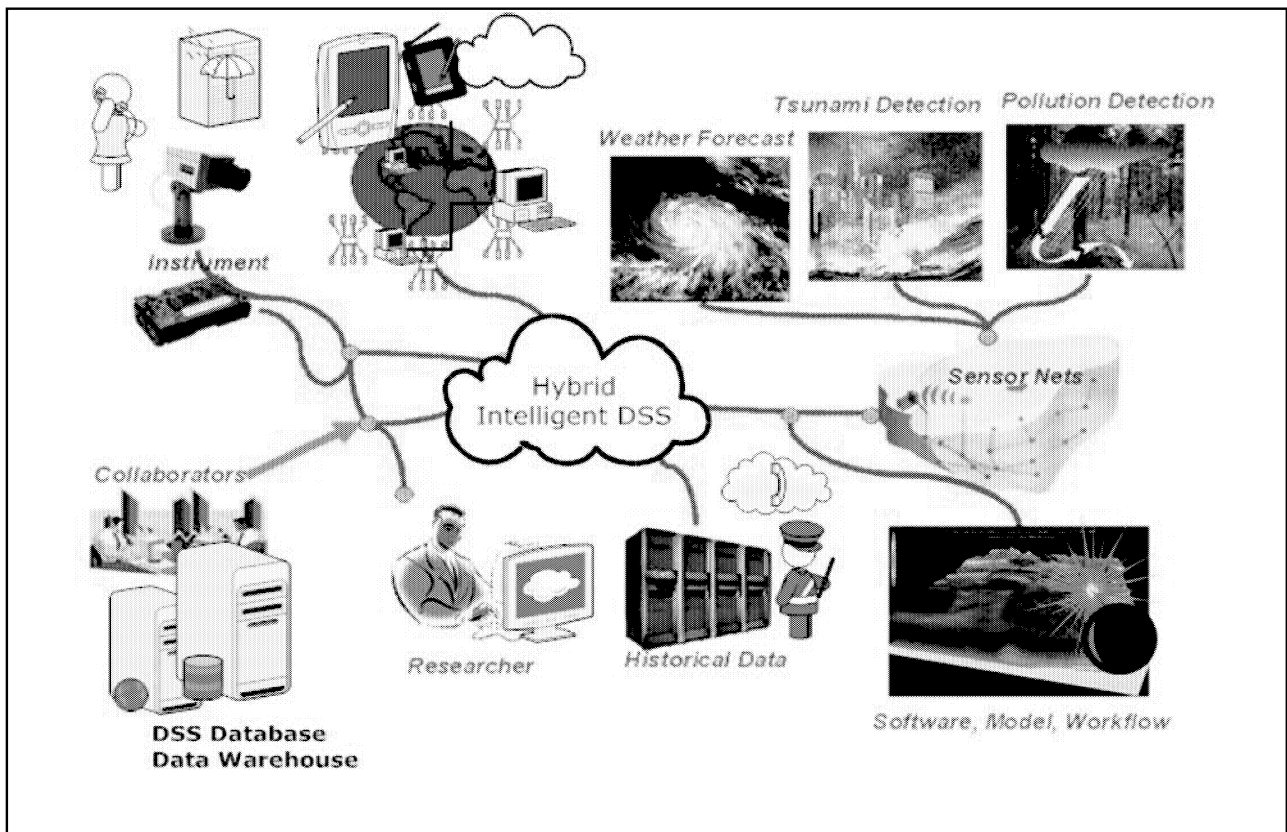 Tsunami Detection
Pollution Detection
Weather Forecast
Instrument
Hybrid
Intelligent DSS
Sensor Nets
Collaborators
Researcher
Historical Data
Software, Model, Workflow
DSS Database
Data Warehouse